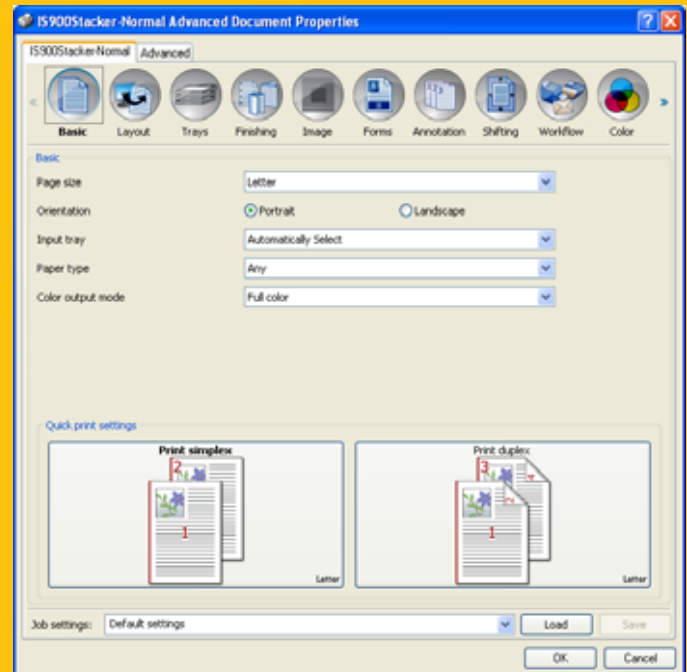 IS900Stacker-Normal Advanced Document Properties
IS900Stacker-Normal Advanced
Basic Layout Trays Finishing Image Forms Annotation Shifting Workflow Color
Basic
Page size Letter
Orientation Portrait Landscape
Input tray Automatically Select
Paper type Any
Color output mode Full color
Quick print settings
Print simplex Print duplex
2 3 4
2
1 1
Letter Letter
Job settings: Default settings Load Save
OK Cancel